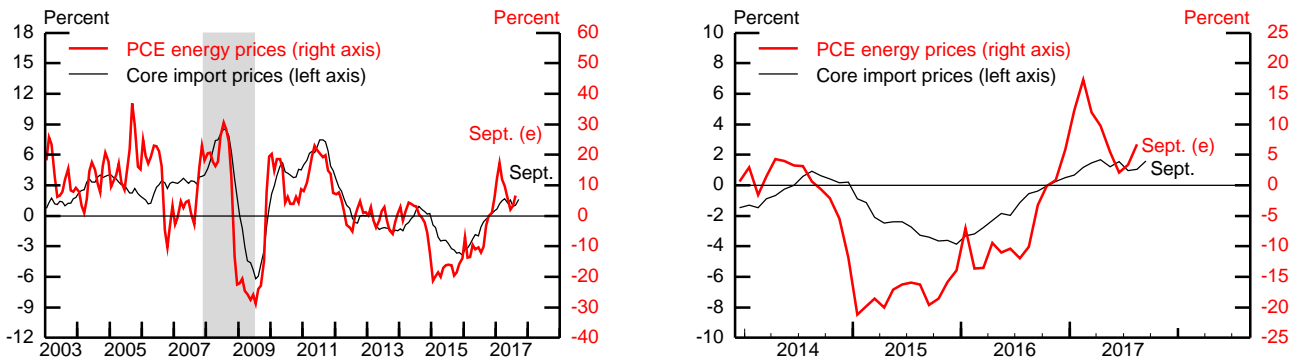 Percent Percent
18 60
15 50
12 40
9 30
6 20
3 10
0 0
-3 -10
-6 -20
-9 -30
-12 -40
PCE energy prices (right axis)
Core import prices (left axis)
Sept. (e)
Sept.
2003 2005 2007 2009 2011 2013 2015 2017
Percent Percent
10 25
8 20
6 15
4 10
2 5
0 0
-2 -5
-4 -10
-6 -15
-8 -20
-10 -25
PCE energy prices (right axis)
Core import prices (left axis)
Sept. (e)
Sept.
2014 2015 2016 2017